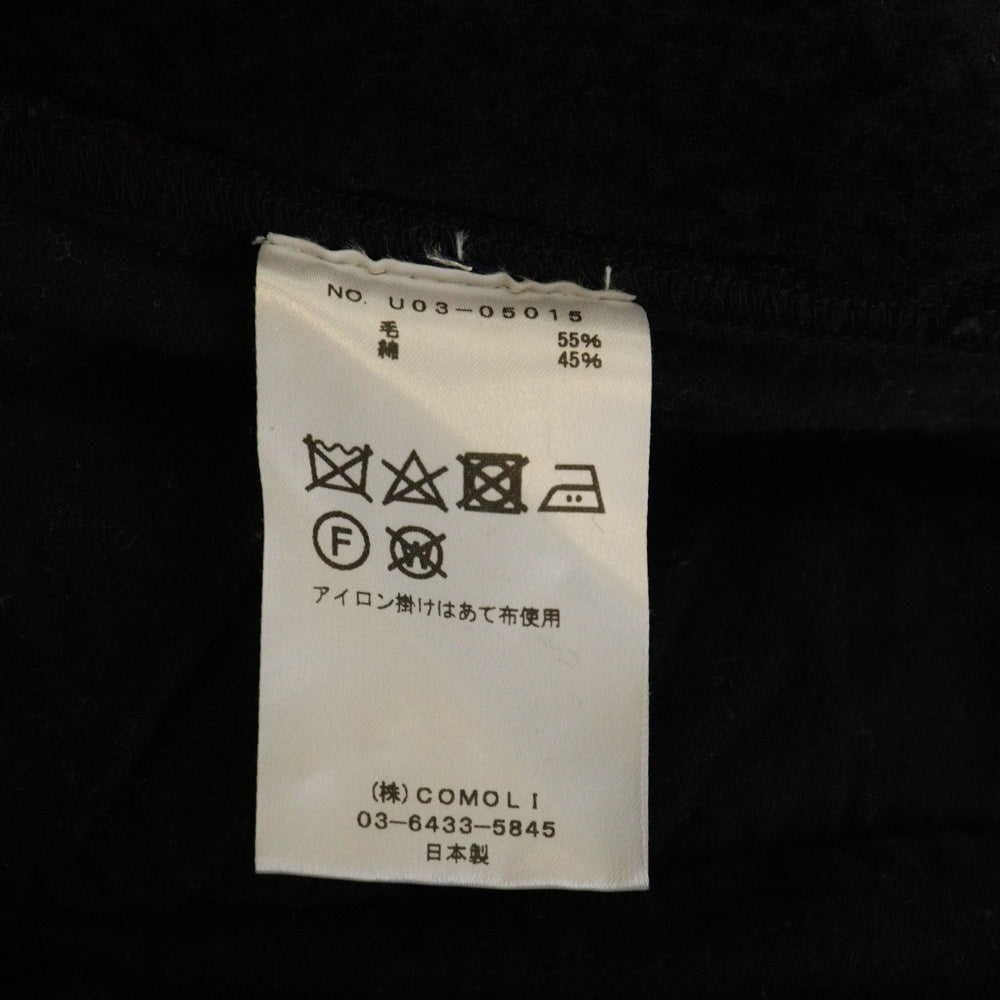 NO. U03-05015
毛 55%
綿 45%
F W
アイロン掛けはあて布使用
(株)COMOLI
03-6433-5845
日本製